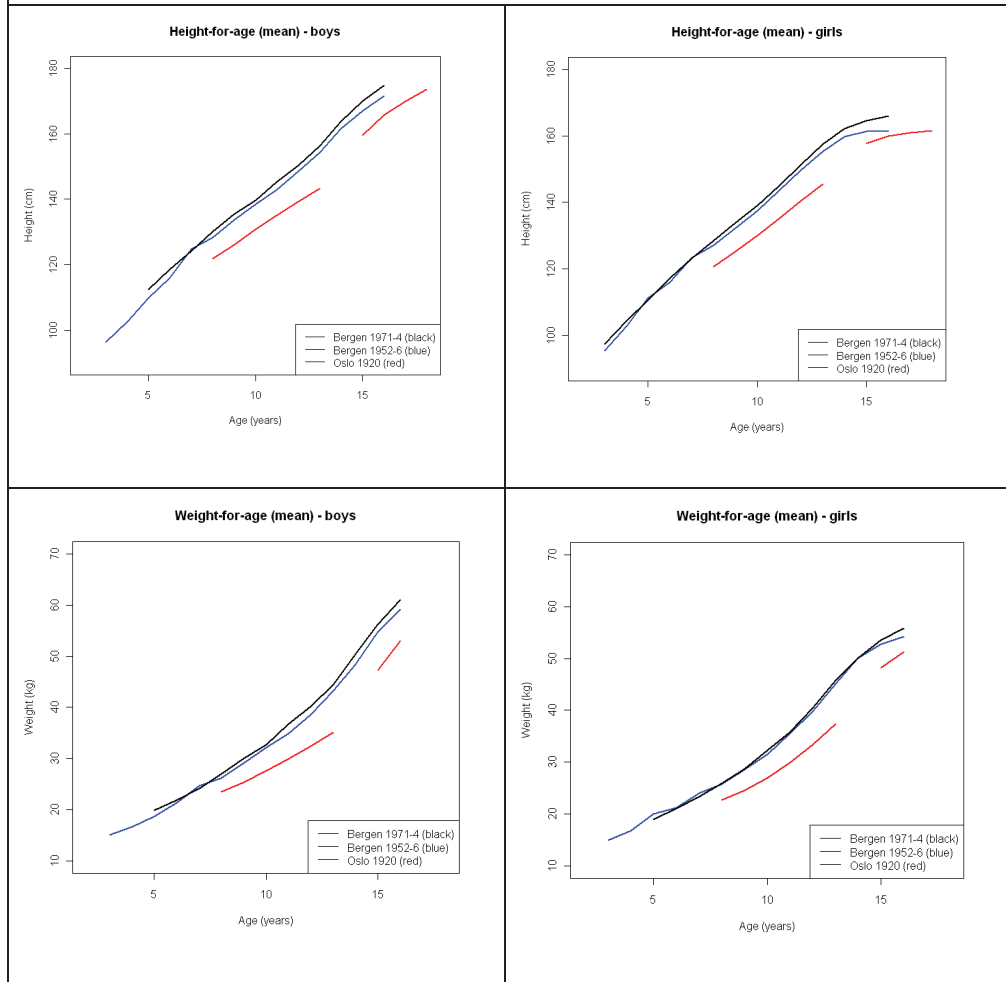 Height-for-age (mean) - boys
180
160
140
120
100
Height (cm)
5 10 15
Age (years)
Bergen 1971-4 (black)
Bergen 1952-6 (blue)
Oslo 1920 (red)
Height-for-age (mean) - girls
180
160
140
120
100
Height (cm)
5 10 15
Age (years)
Bergen 1971-4 (black)
Bergen 1952-6 (blue)
Oslo 1920 (red)
Weight-for-age (mean) - boys
70
60
50
40
30
20
10
Weight (kg)
5 10 15
Age (years)
Bergen 1971-4 (black)
Bergen 1952-6 (blue)
Oslo 1920 (red)
Weight-for-age (mean) - girls
70
60
50
40
30
20
10
Weight (kg)
5 10 15
Age (years)
Bergen 1971-4 (black)
Bergen 1952-6 (blue)
Oslo 1920 (red)